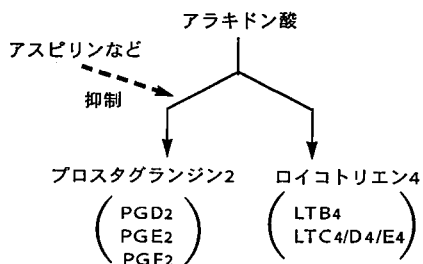 アラキドン酸
アスピリンなど
抑制
プロスタグランジン2
ロイコトリエン4
PGD2
PGE2
PGF2
LTB4
LTC4/D4/E4